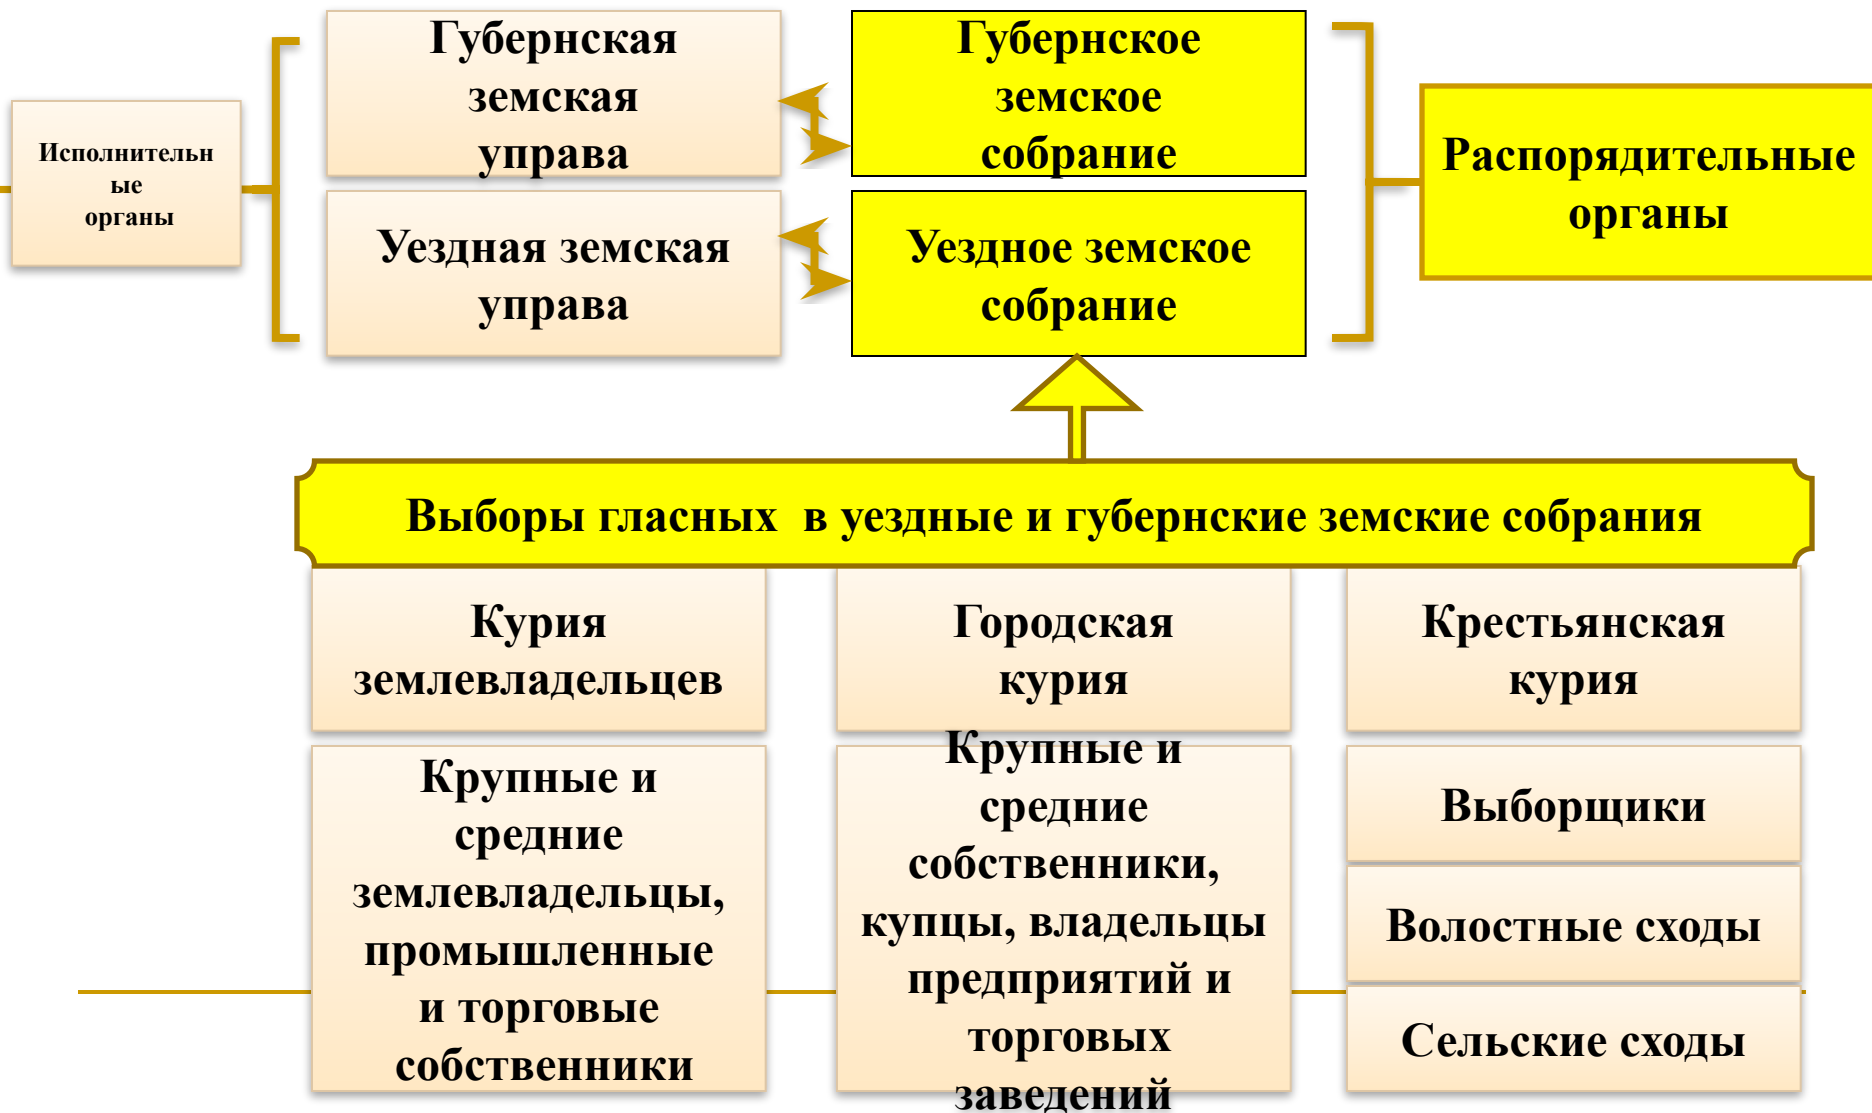 Исполнительн
ые
органы
Губернская
земская
управа
Губернское
земское
собрание
Распорядительные
органы
Уездная земская
управа
Уездное земское
собрание
Выборы гласных в уездные и губернские земские собрания
Курия
землевладельцев
Городская
курия
Крестьянская
курия
Крупные и
средние
землевладельцы,
промышленные
и торговые
собственники
Крупные и
средние
собственники,
купцы, владельцы
предприятий и
торговых
заведений
Выборщики
Волостные сходы
Сельские сходы